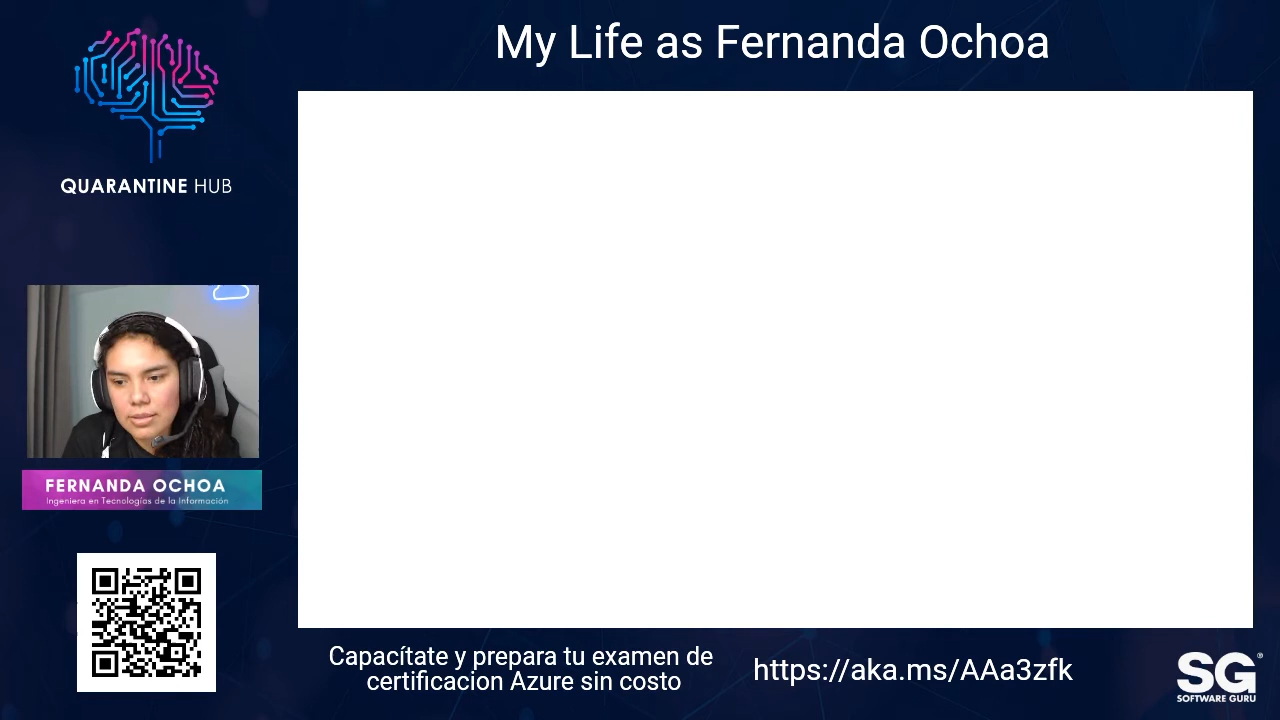 My Life as Fernanda Ochoa
QUARANTINE HUB
FERNANDA OCHOA
Ingeniera en Tecnologías de la Información
Capacítate y prepara tu examen de
certificacion Azure sin costo
https://aka.ms/AAa3zfk
SG®
SOFTWARE GURU